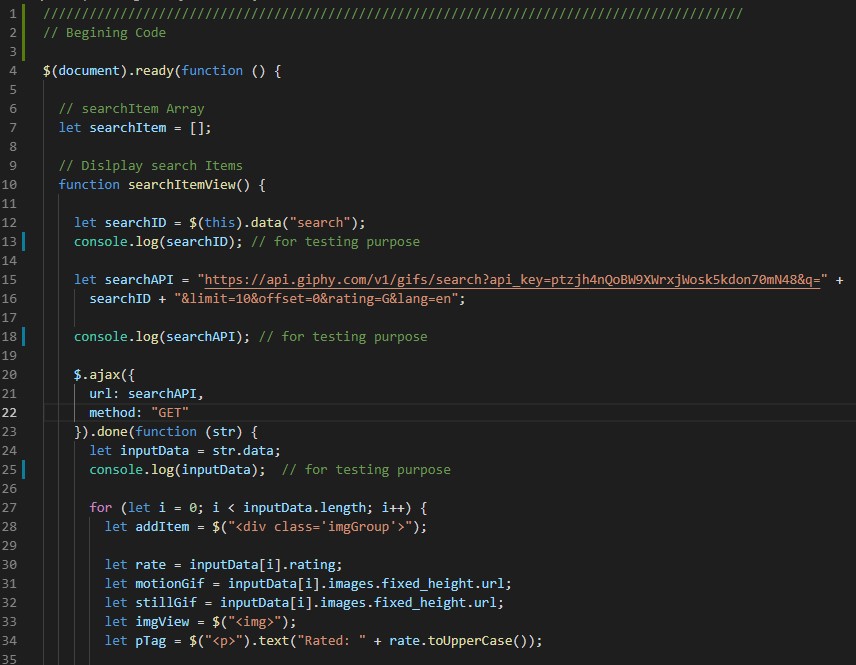 1 ////////////////////////////////////////////////////////////////////////////////////////////
2 // Begining Code
3
4 $(document).ready(function () {
5
6 // searchItem Array
7 let searchItem = [];
8
9 // Dislplay search Items
10 function searchItemView() {
11
12 let searchID = $(this).data("search");
13 console.log(searchID); // for testing purpose
14
15 let searchAPI = "https://api.giphy.com/v1/gifs/search?api_key=ptzjh4nQoBW9XWrxjWosk5kdon70mN48&q=" +
16 searchID + "&limit=10&offset=0&rating=G&lang=en";
17
18 console.log(searchAPI); // for testing purpose
19
20 $.ajax({
21 url: searchAPI,
22 method: "GET"
23 }).done(function (str) {
24 let inputData = str.data;
25 console.log(inputData);  // for testing purpose
26
27 for (let i = 0; i < inputData.length; i++) {
28 let addItem = $("<div class='imgGroup'>");
29
30 let rate = inputData[i].rating;
31 let motionGif = inputData[i].images.fixed_height.url;
32 let stillGif = inputData[i].images.fixed_height.url;
33 let imgView = $("<img>");
34 let pTag = $("<p>").text("Rated: " + rate.toUpperCase());
35